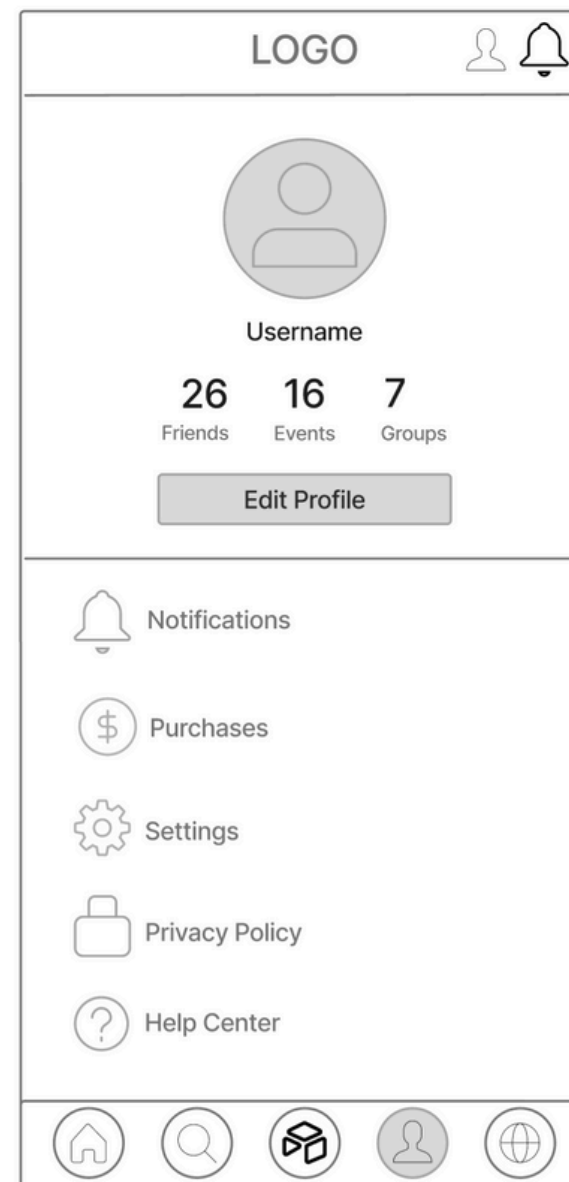 LOGO
Username
26 16 7
Friends Events Groups
Edit Profile
Notifications
$ Purchases
Settings
Privacy Policy
? Help Center